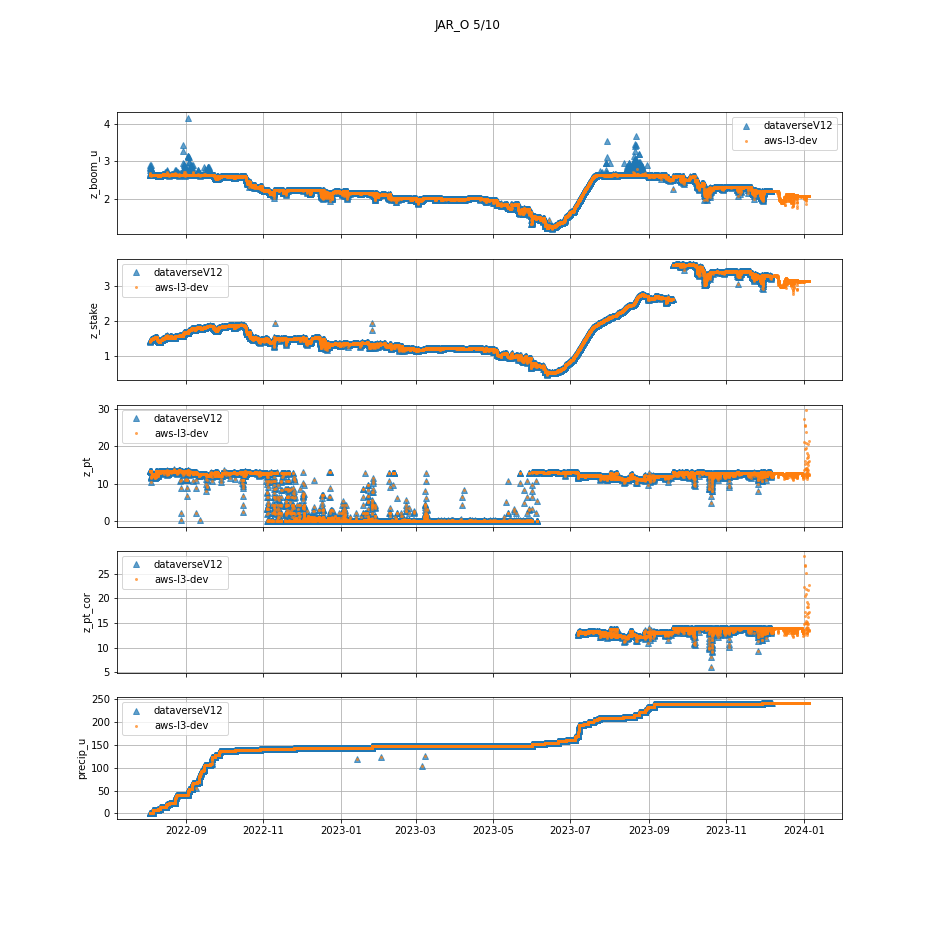 JAR_O 5/10
4
3
2
z_boom_u
dataverseV12
aws-l3-dev
3
2
1
z_stake
dataverseV12
aws-l3-dev
30
20
10
0
z_pt
dataverseV12
aws-l3-dev
25
20
15
10
5
z_pt_cor
dataverseV12
aws-l3-dev
250
200
150
100
50
0
precip_u
dataverseV12
aws-l3-dev
2022-09 2022-11 2023-01 2023-03 2023-05 2023-07 2023-09 2023-11 2024-01